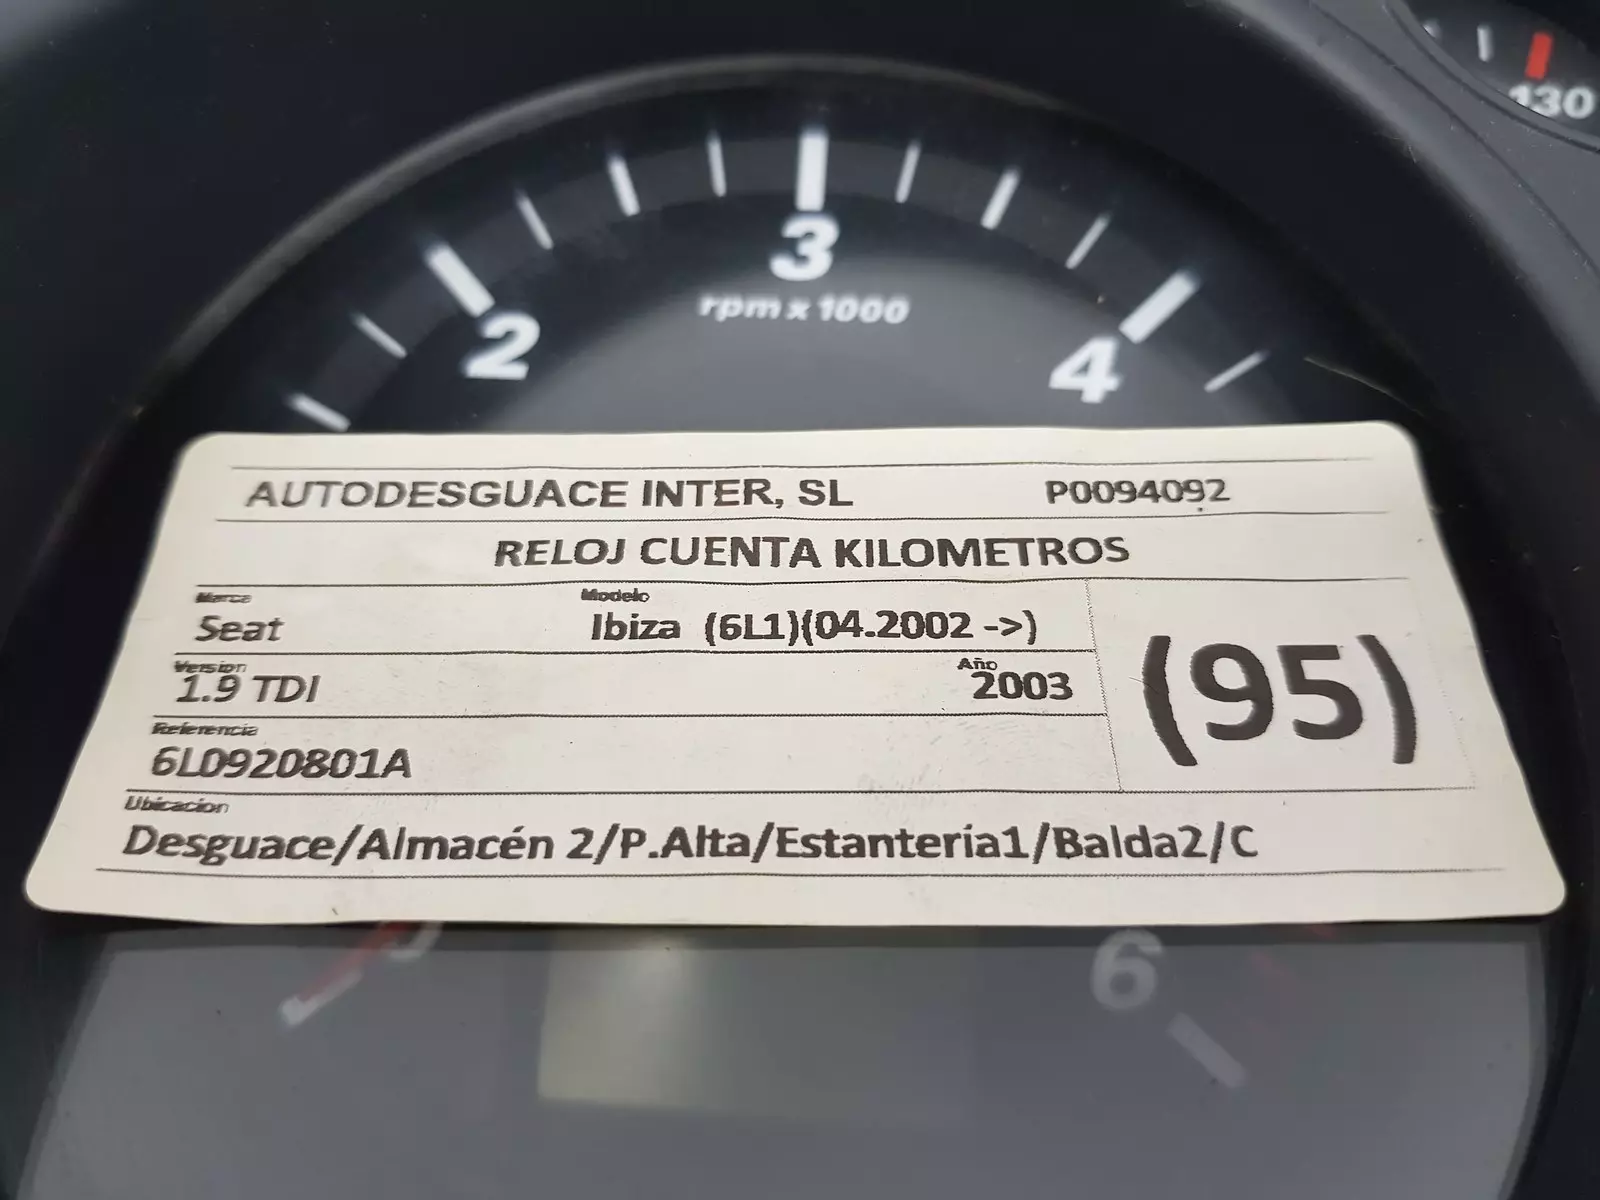 130
3
rpm x 1000
2
4
AUTODESGUACE INTER, SL P0094092
RELOJ CUENTA KILOMETROS
Marca Modelo
Seat Ibiza (6L1)(04.2002 ->)
Version Año
1.9 TDI 2003
(95)
Referencia
6L0920801A
Ubicacion
Desguace/Almacén 2/P.Alta/Estantería1/Balda2/C
6